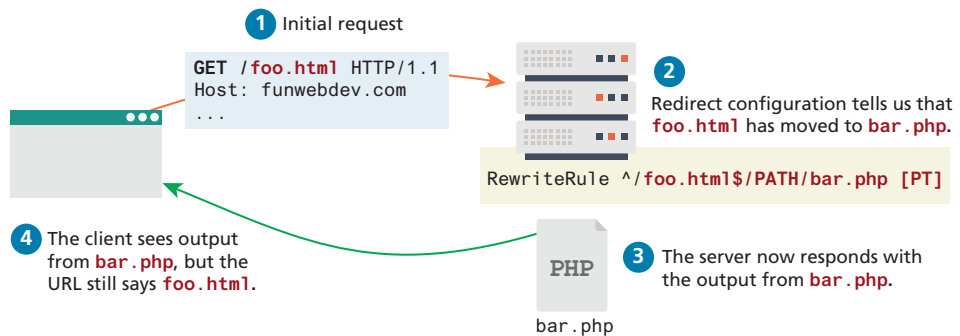 1 Initial request
GET /foo.html HTTP/1.1
Host: funwebdev.com
...
2
Redirect configuration tells us that
foo.html has moved to bar.php.
RewriteRule ^/foo.html$/PATH/bar.php [PT]
PHP
bar.php
3 The server now responds with
the output from bar.php.
4 The client sees output
from bar.php, but the
URL still says foo.html.